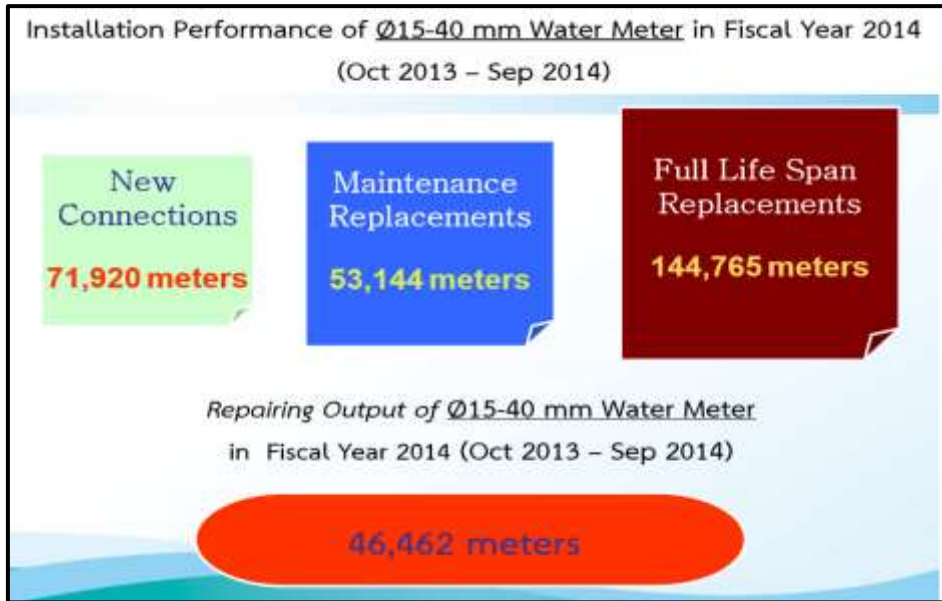 Installation Performance of Ø15-40 mm Water Meter in Fiscal Year 2014
(Oct 2013 – Sep 2014)
New
Connections
71,920 meters
Maintenance
Replacements
53,144 meters
Full Life Span
Replacements
144,765 meters
Repairing Output of Ø15-40 mm Water Meter
in Fiscal Year 2014 (Oct 2013 – Sep 2014)
46,462 meters